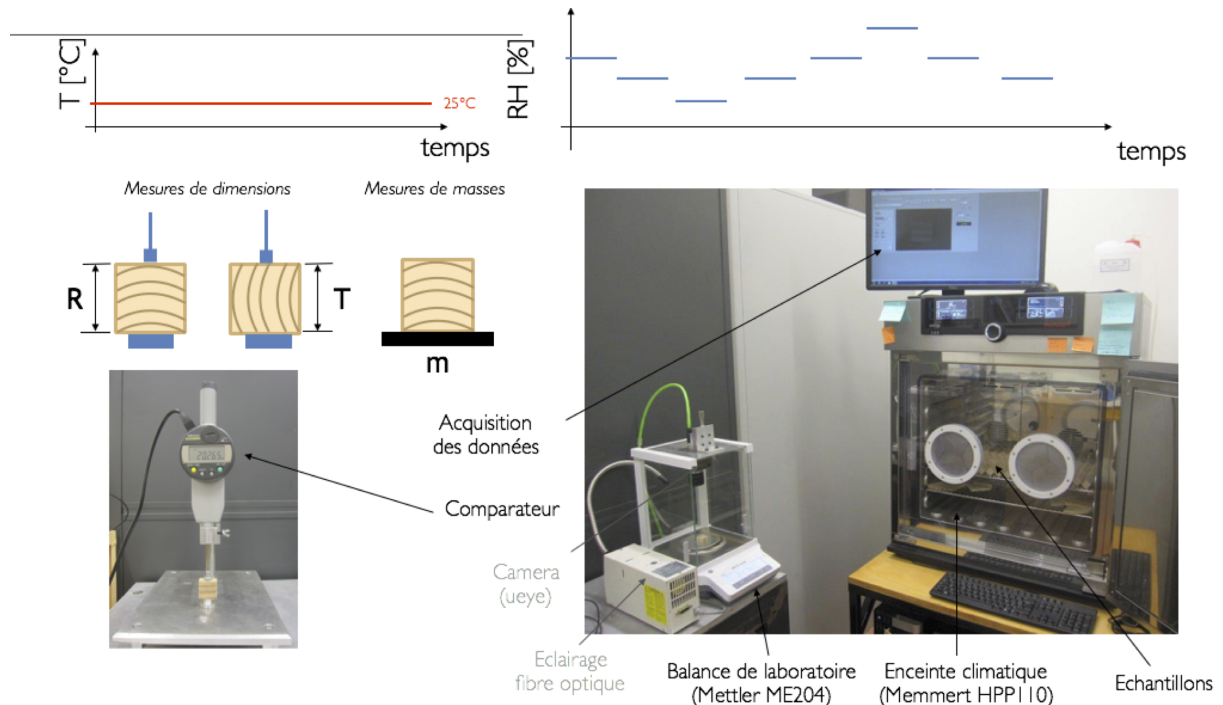 T [°C]
25°C
temps
RH [%]
temps
Mesures de dimensions
Mesures de masses
R
T
m
Acquisition
des données
Comparateur
Camera
(ueye)
Eclairage
fibre optique
Balance de laboratoire
(Mettler ME204)
Enceinte climatique
(Memmert HPP110)
Echantillons